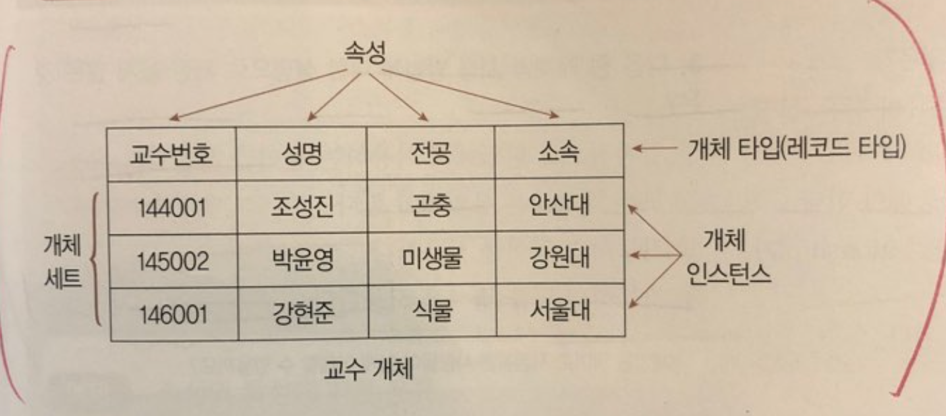 속성
교수번호 성명 전공 소속 개체 타입(레코드 타입)
144001 조성진 곤충 안산대
145002 박윤영 미생물 강원대
146001 강현준 식물 서울대
개체
세트
개체
인스턴스
교수 개체